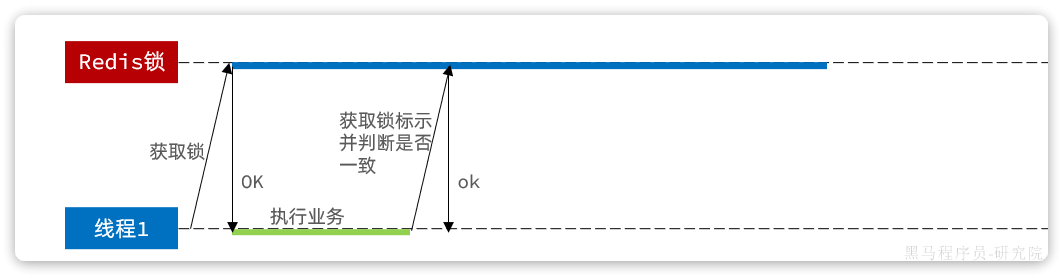 Redis锁
获取锁标示
并判断是否
一致
获取锁
OK
ok
执行业务
线程1
黑马程序员-研究院